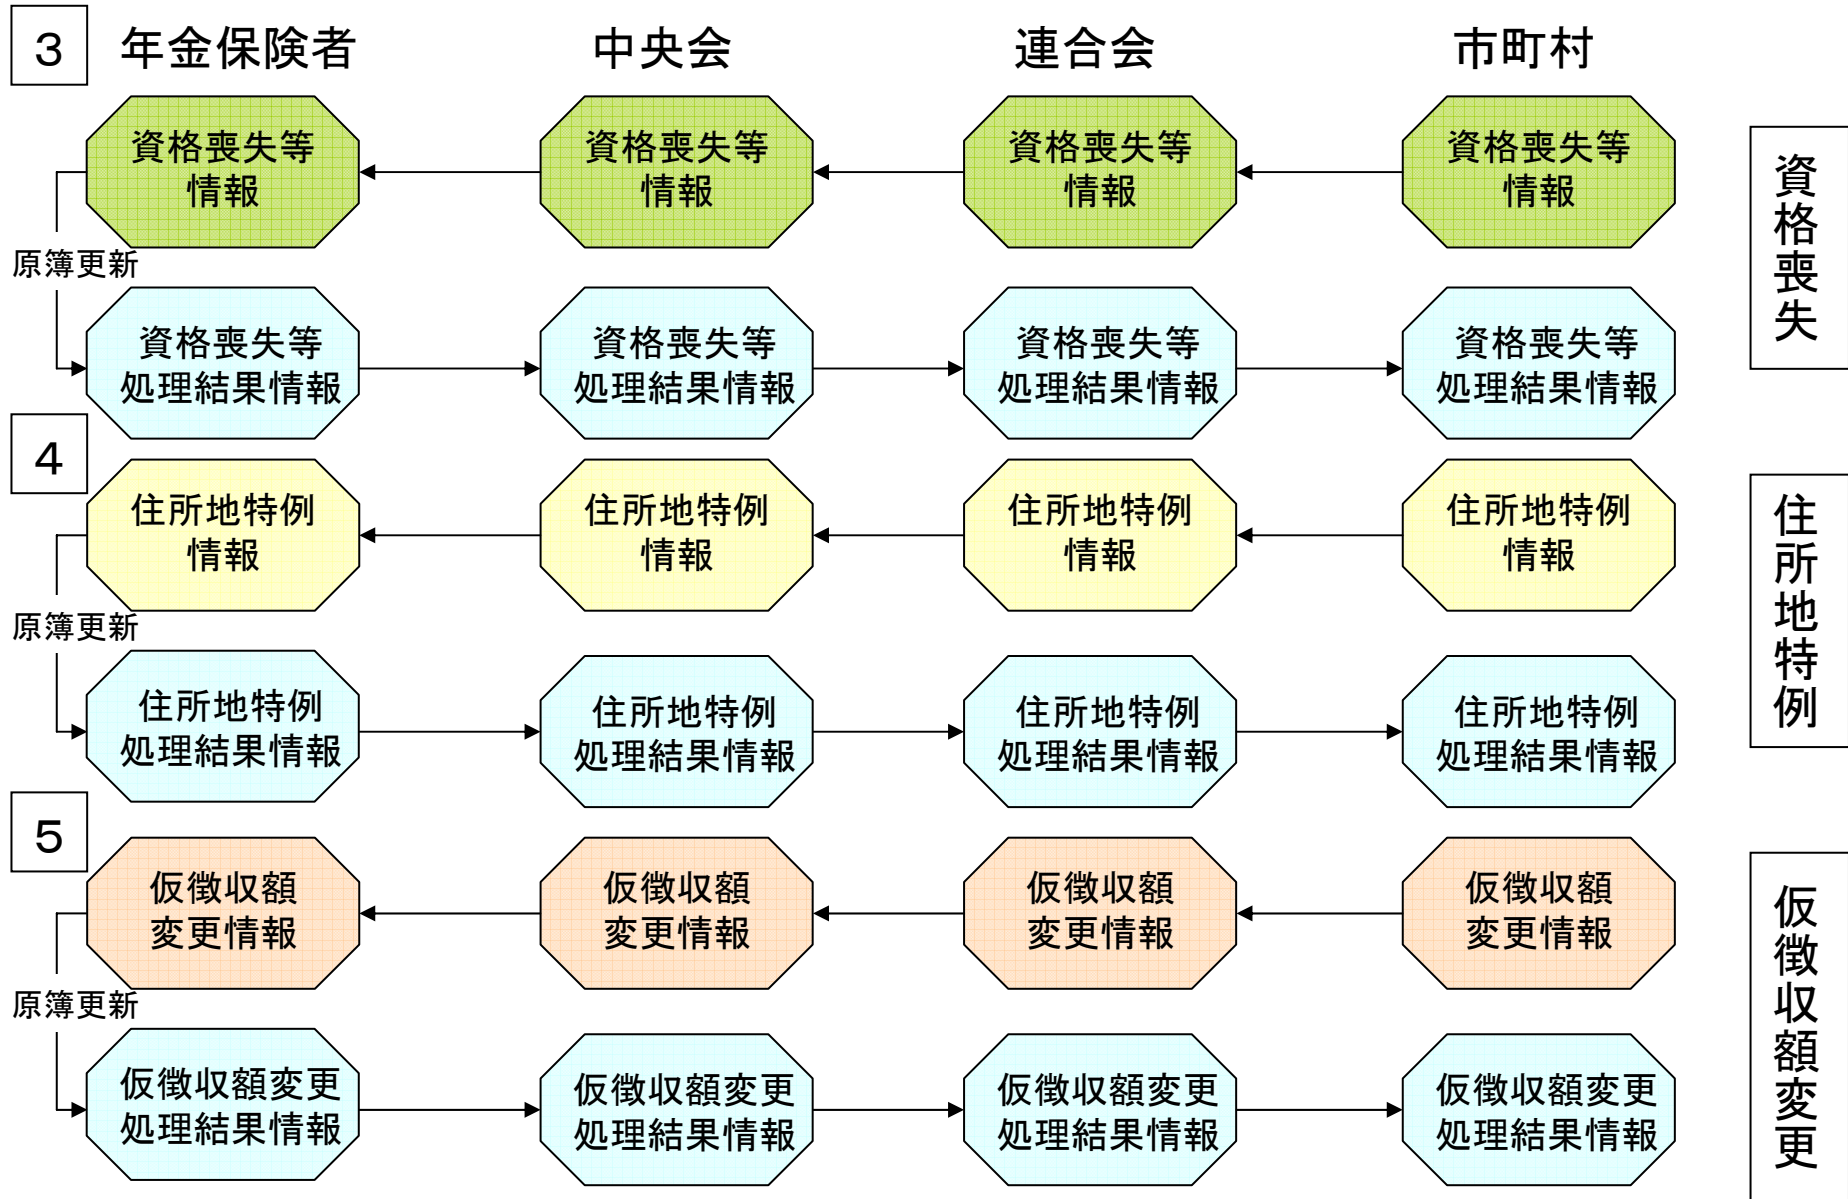 ３
年金保険者
中央会
連合会
市町村
資格喪失等
情報
資格喪失等
情報
資格喪失等
情報
資格喪失等
情報
資格喪失
原簿更新
資格喪失等
処理結果情報
資格喪失等
処理結果情報
資格喪失等
処理結果情報
資格喪失等
処理結果情報
４
住所地特例
情報
住所地特例
情報
住所地特例
情報
住所地特例
情報
住所地特例
原簿更新
住所地特例
処理結果情報
住所地特例
処理結果情報
住所地特例
処理結果情報
住所地特例
処理結果情報
５
仮徴収額
変更情報
仮徴収額
変更情報
仮徴収額
変更情報
仮徴収額
変更情報
仮徴収額変更
原簿更新
仮徴収額変更
処理結果情報
仮徴収額変更
処理結果情報
仮徴収額変更
処理結果情報
仮徴収額変更
処理結果情報